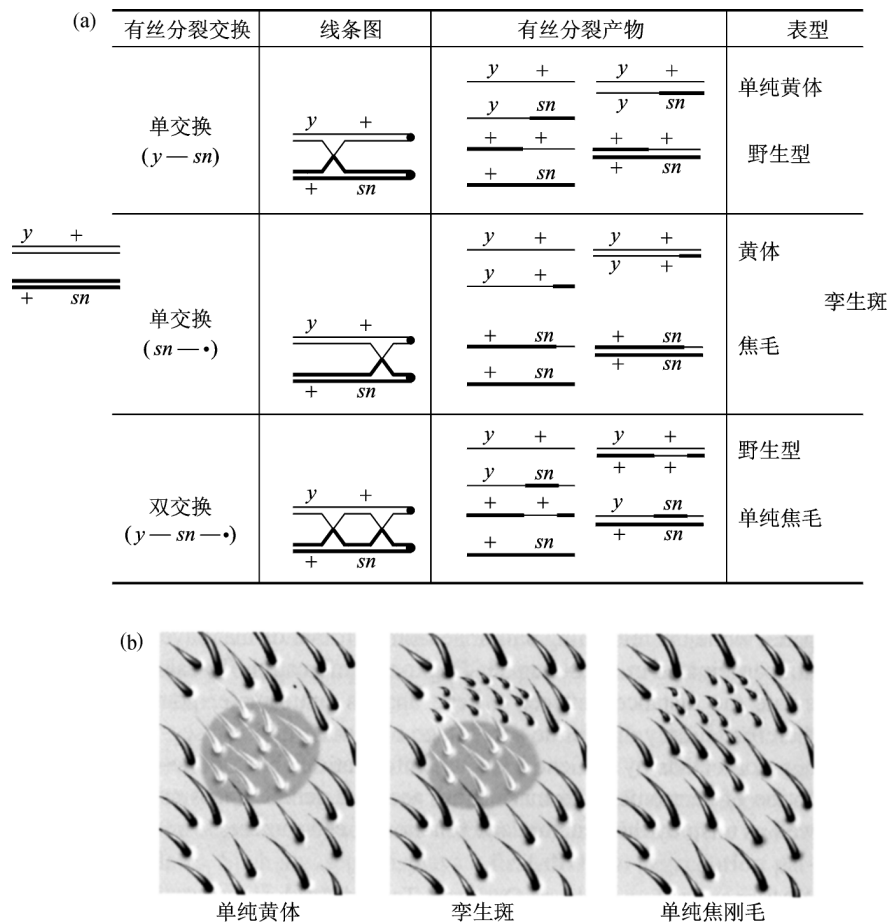 (a)
有丝分裂交换 线条图 有丝分裂产物 表型
y +
+ sn
单交换
(y — sn)
y +
+ sn
y + y +
y sn y sn
+ + + +
+ sn + sn
单纯黄体
野生型
单交换
(sn — •)
y +
+ sn
y + y +
y + y +
+ sn + sn
+ sn + sn
黄体
孪生斑
焦毛
双交换
(y — sn — •)
y +
+ sn
y + y +
y sn + +
+ + y sn
+ sn + sn
野生型
单纯焦毛
(b)
单纯黄体 孪生斑 单纯焦刚毛